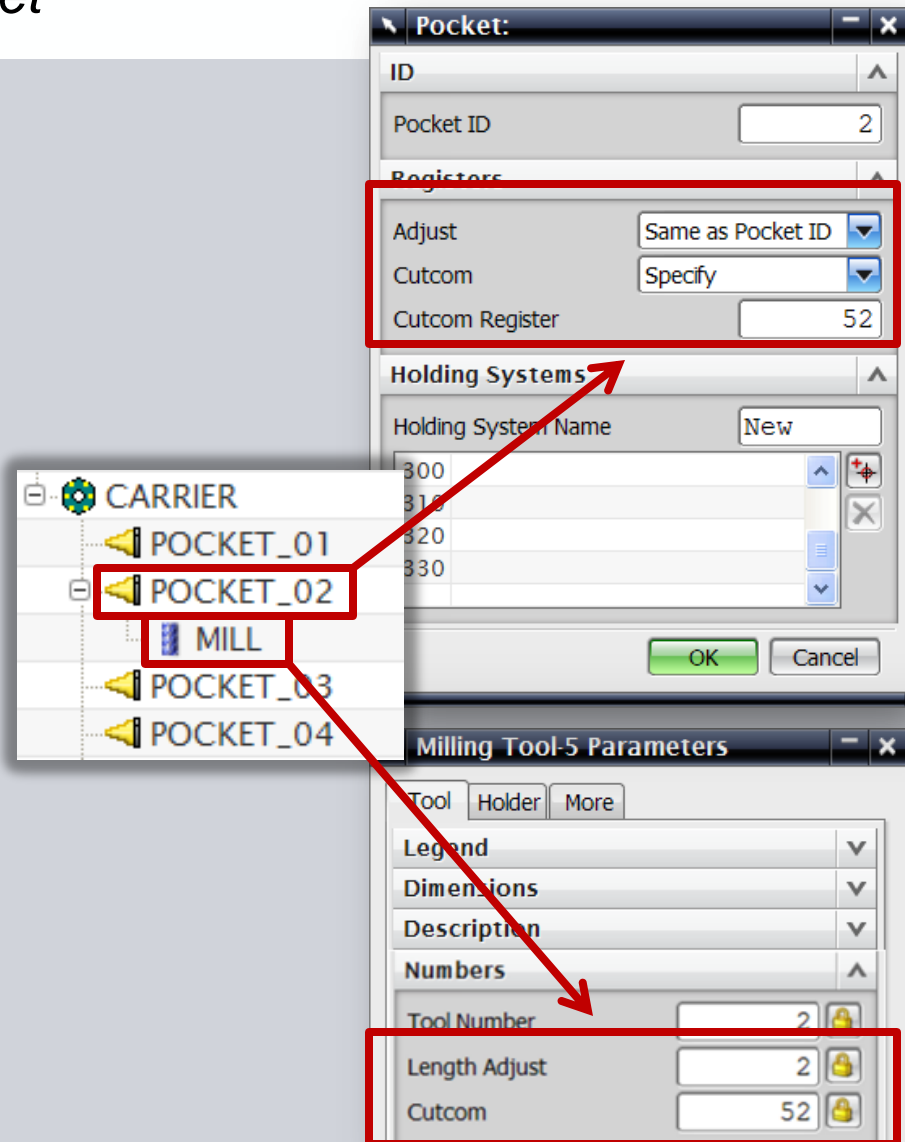 Pocket:
ID
Pocket ID 2
Registers
Adjust Same as Pocket ID
Cutcom Specify
Cutcom Register 52
Holding Systems
Holding System Name New
300
310
320
330
OK Cancel
CARRIER
POCKET_01
POCKET_02
MILL
POCKET_03
POCKET_04
Milling Tool-5 Parameters
Tool Holder More
Legend
Dimensions
Description
Numbers
Tool Number 2
Length Adjust 2
Cutcom 52